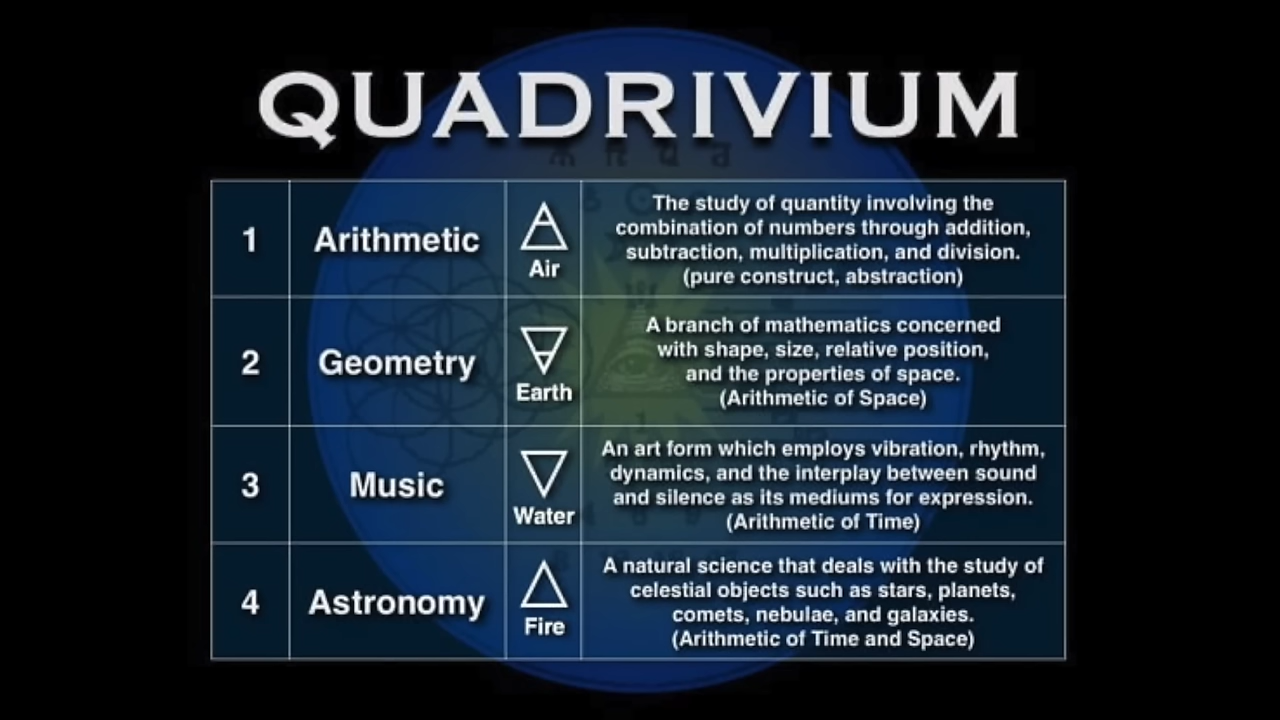 QUADRIVIUM
1
Arithmetic
Air
The study of quantity involving the
combination of numbers through addition,
subtraction, multiplication, and division.
(pure construct, abstraction)
2
Geometry
Earth
A branch of mathematics concerned
with shape, size, relative position,
and the properties of space.
(Arithmetic of Space)
3
Music
Water
An art form which employs vibration, rhythm,
dynamics, and the interplay between sound
and silence as its mediums for expression.
(Arithmetic of Time)
4
Astronomy
Fire
A natural science that deals with the study of
celestial objects such as stars, planets,
comets, nebulae, and galaxies.
(Arithmetic of Time and Space)